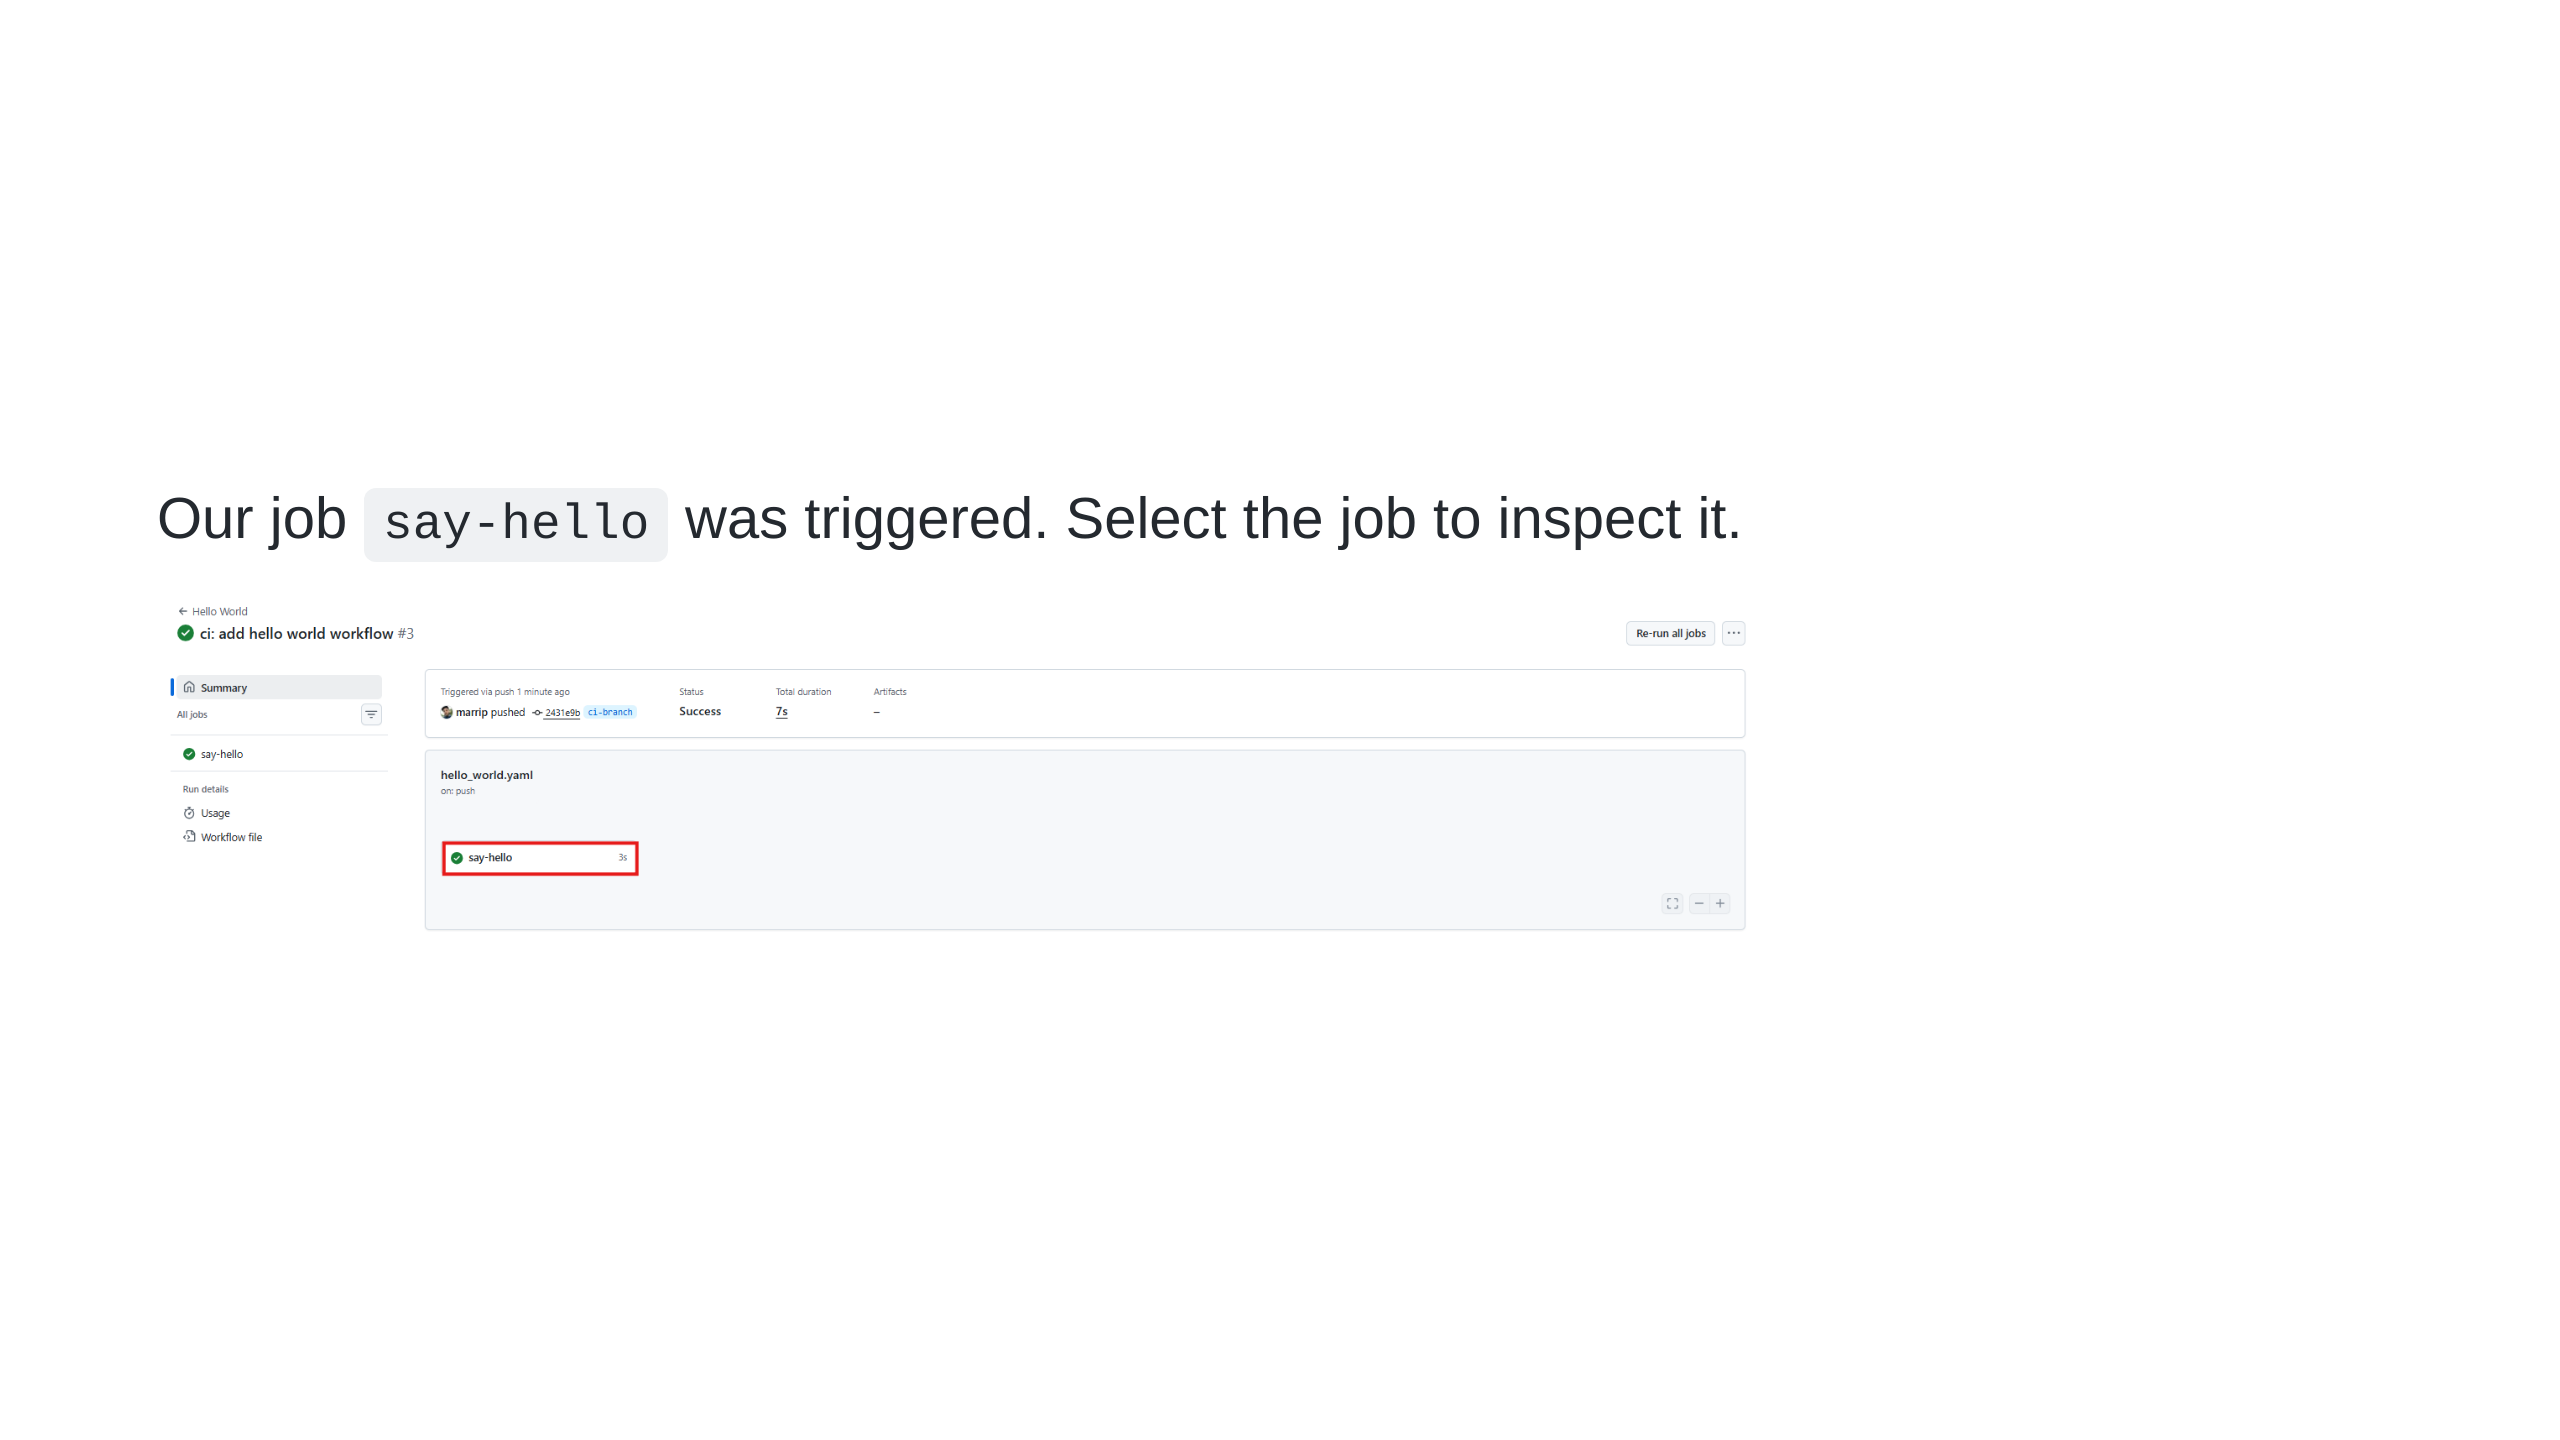 Our job say-hello was triggered. Select the job to inspect it.
Hello World
ci: add hello world workflow #3
Re-run all jobs
Summary
All jobs
say-hello
Run details
Usage
Workflow file
Triggered via push 1 minute ago
marrip pushed 2431e9b ci-branch
Status
Success
Total duration
7s
Artifacts
–
hello_world.yaml
on: push
say-hello 3s